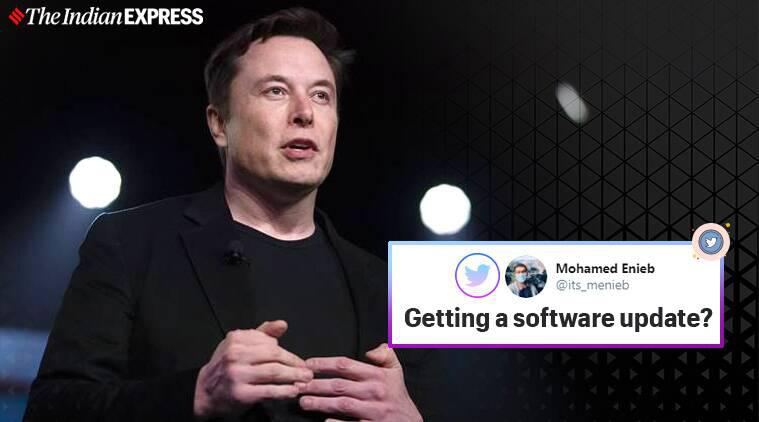 The Indian EXPRESS
Mohamed Enieb
@its_menieb
Getting a software update?